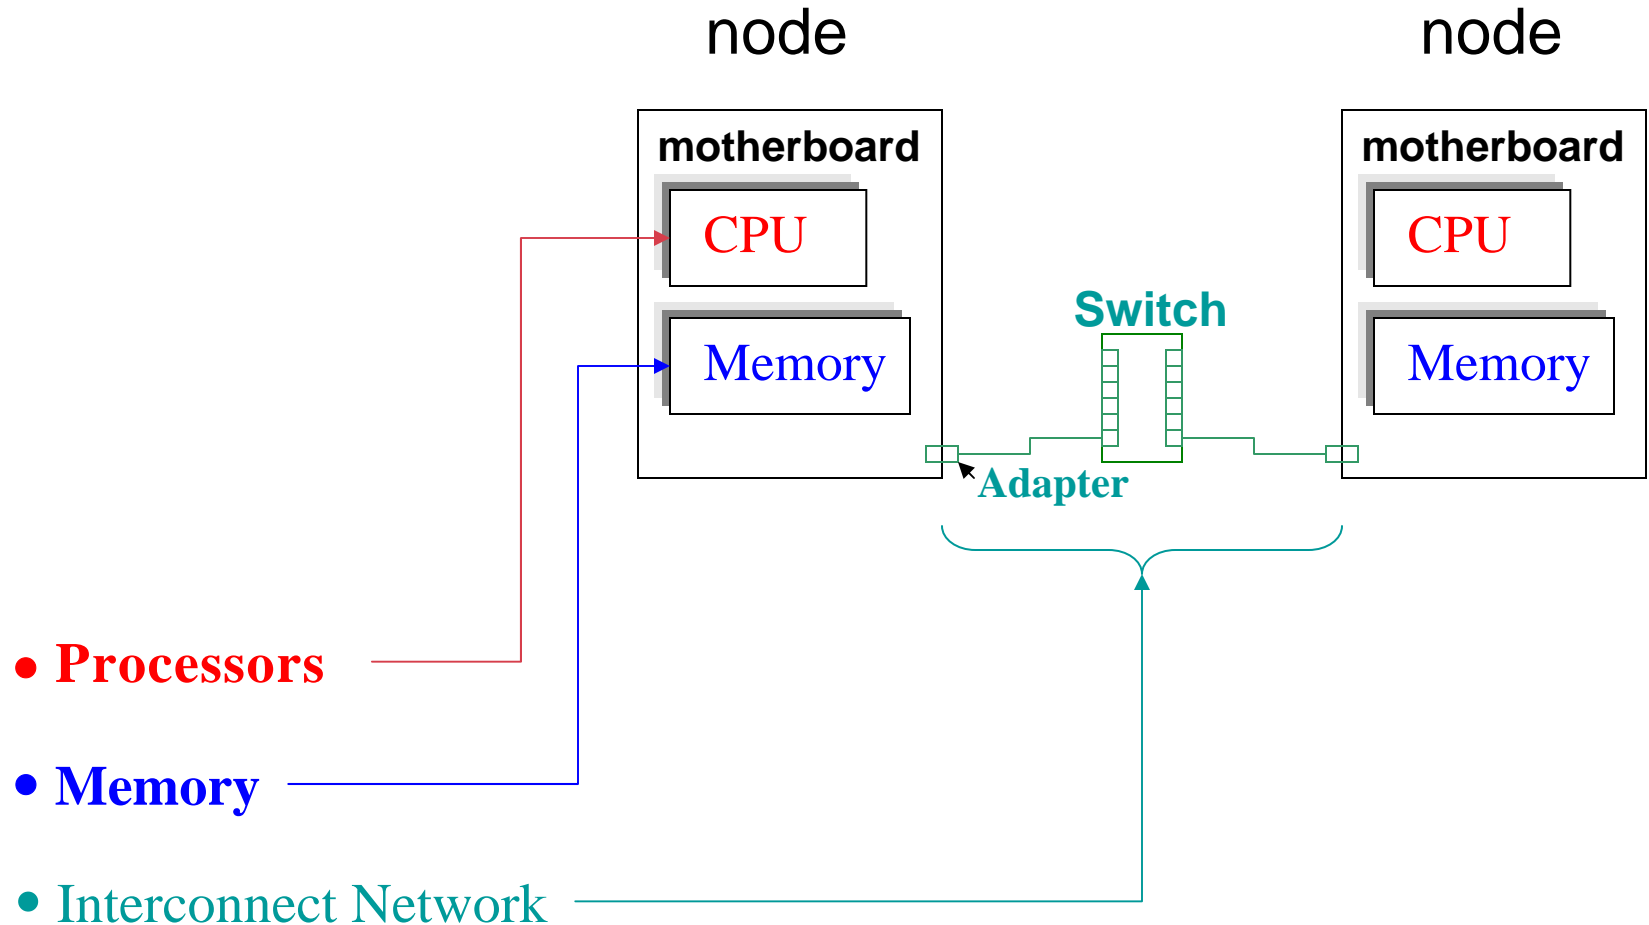 node
node
motherboard
motherboard
CPU
CPU
Switch
Memory
Memory
Adapter
• Processors
• Memory
• Interconnect Network